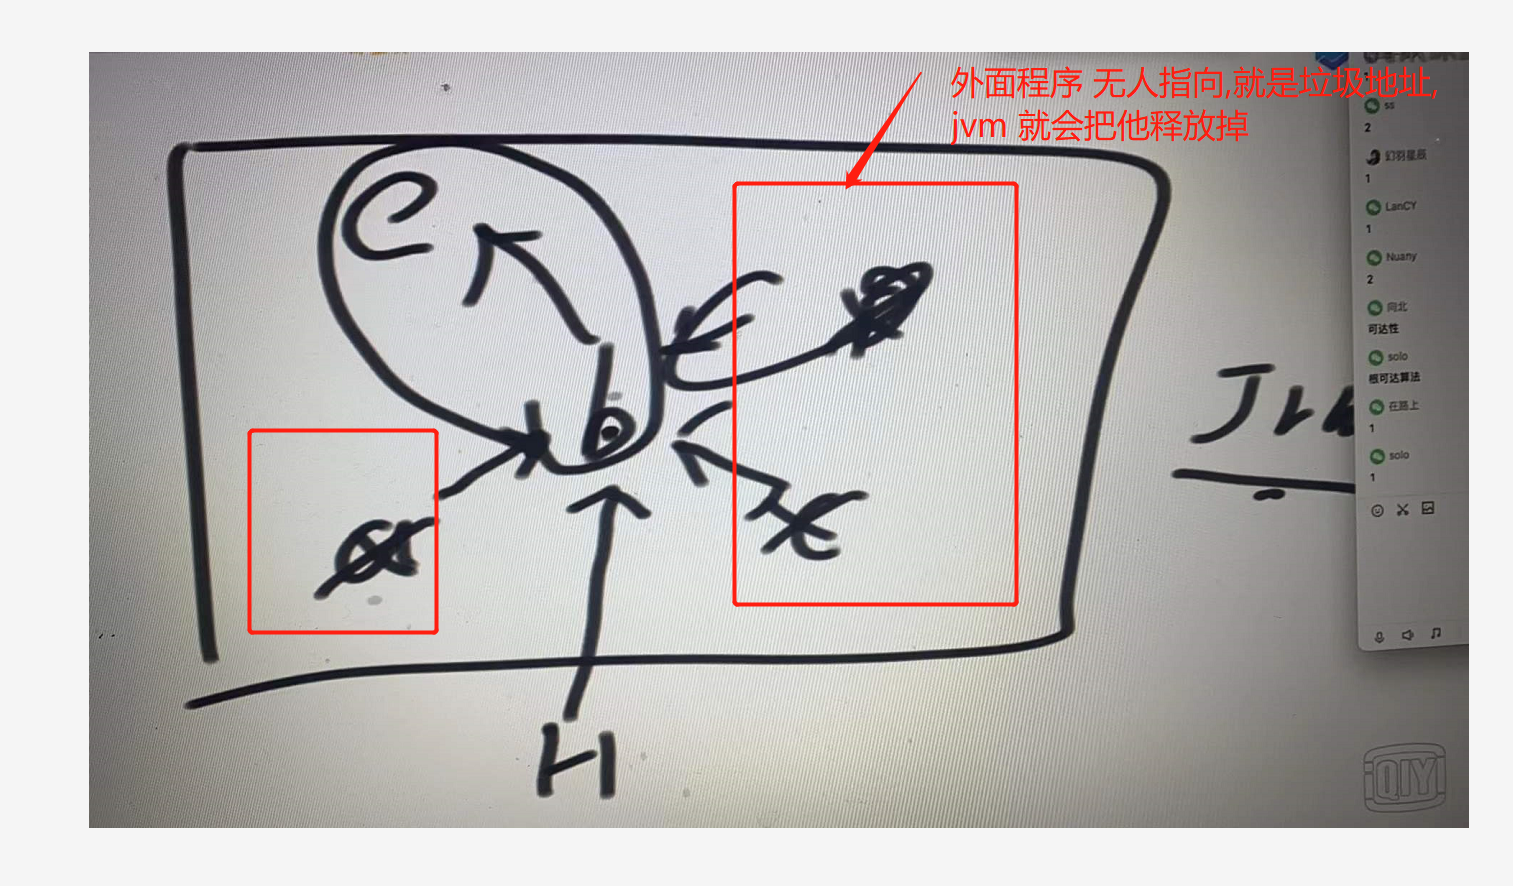 外面程序 无人指向,就是垃圾地址,
jvm 就会把他释放掉
ss
2
幻羽星辰
1
LanCY
1
Nuany
2
向北
可达性
solo
根可达算法
在路上
1
solo
1
C
b
H
QIY